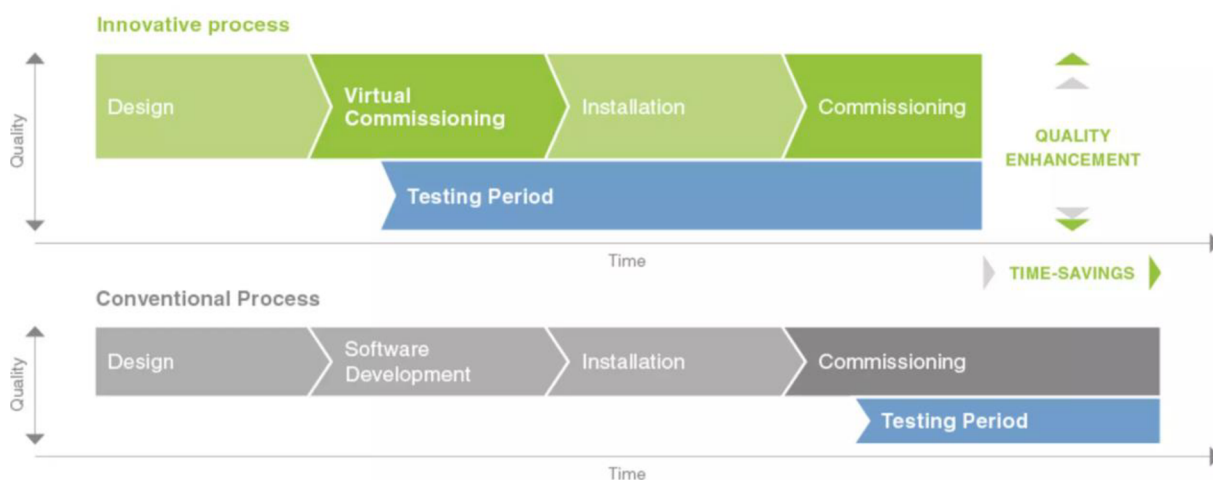 Innovative process
Quality
Design
Virtual
Commissioning
Installation
Commissioning
Testing Period
QUALITY
ENHANCEMENT
Time
TIME-SAVINGS
Conventional Process
Quality
Design
Software
Development
Installation
Commissioning
Testing Period
Time